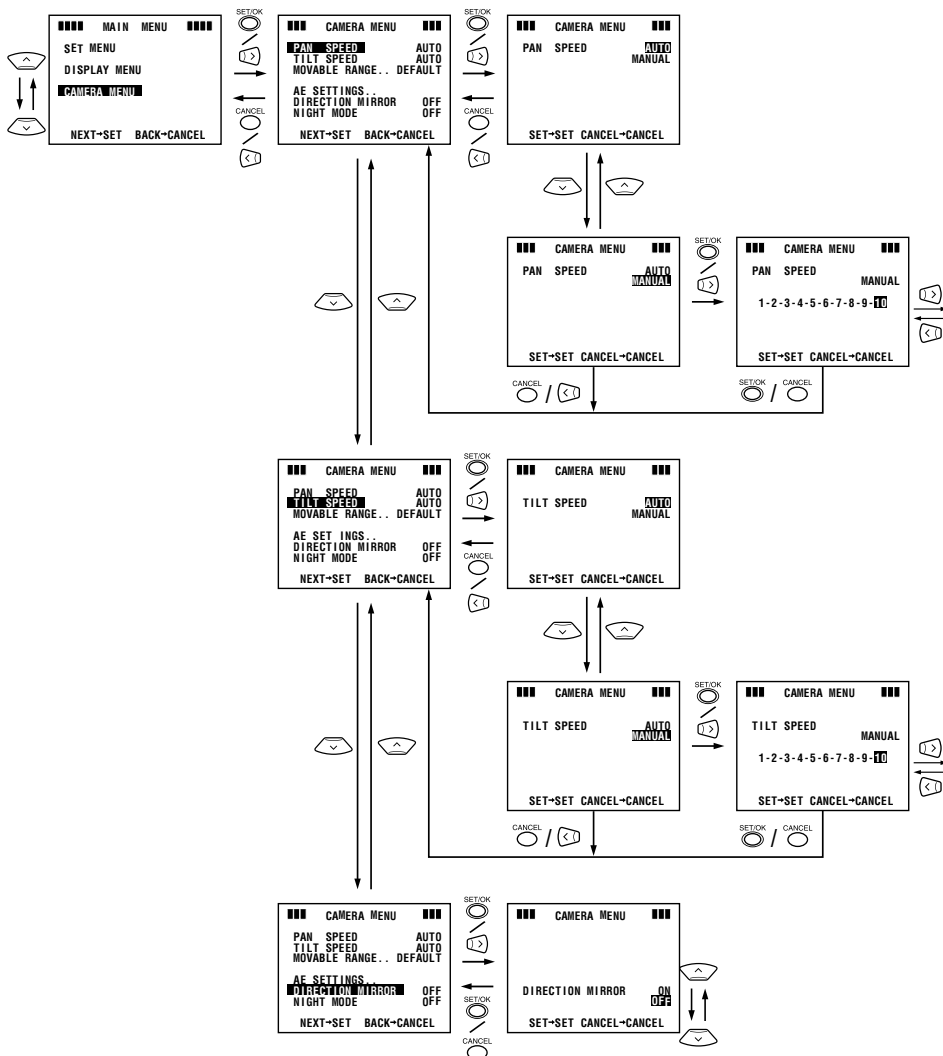 MAIN MENU
SET MENU
DISPLAY MENU
CAMERA MENU
NEXT→SET BACK→CANCEL
SET/OK
/
CANCEL
/
CAMERA MENU
PAN SPEED AUTO
TILT SPEED AUTO
MOVABLE RANGE.. DEFAULT
AE SETTINGS..
DIRECTION MIRROR OFF
NIGHT MODE OFF
NEXT→SET BACK→CANCEL
SET/OK
/
CANCEL
/
CAMERA MENU
PAN SPEED AUTO
MANUAL
SET→SET CANCEL→CANCEL
CAMERA MENU
PAN SPEED AUTO
MANUAL
SET→SET CANCEL→CANCEL
SET/OK
/
CAMERA MENU
PAN SPEED
MANUAL
1-2-3-4-5-6-7-8-9-10
SET→SET CANCEL→CANCEL
CANCEL /
SET/OK / CANCEL
CAMERA MENU
PAN SPEED AUTO
TILT SPEED AUTO
MOVABLE RANGE.. DEFAULT
AE SET INGS..
DIRECTION MIRROR OFF
NIGHT MODE OFF
NEXT→SET BACK→CANCEL
SET/OK
/
CANCEL
/
CAMERA MENU
TILT SPEED AUTO
MANUAL
SET→SET CANCEL→CANCEL
CAMERA MENU
TILT SPEED AUTO
MANUAL
SET→SET CANCEL→CANCEL
SET/OK
/
CAMERA MENU
TILT SPEED
MANUAL
1-2-3-4-5-6-7-8-9-10
SET→SET CANCEL→CANCEL
CANCEL /
SET/OK / CANCEL
CAMERA MENU
PAN SPEED AUTO
TILT SPEED AUTO
MOVABLE RANGE.. DEFAULT
AE SETTINGS..
DIRECTION MIRROR OFF
NIGHT MODE OFF
NEXT→SET BACK→CANCEL
SET/OK
/
SET/OK
/
CANCEL
CAMERA MENU
DIRECTION MIRROR ON
OFF
SET→SET CANCEL→CANCEL